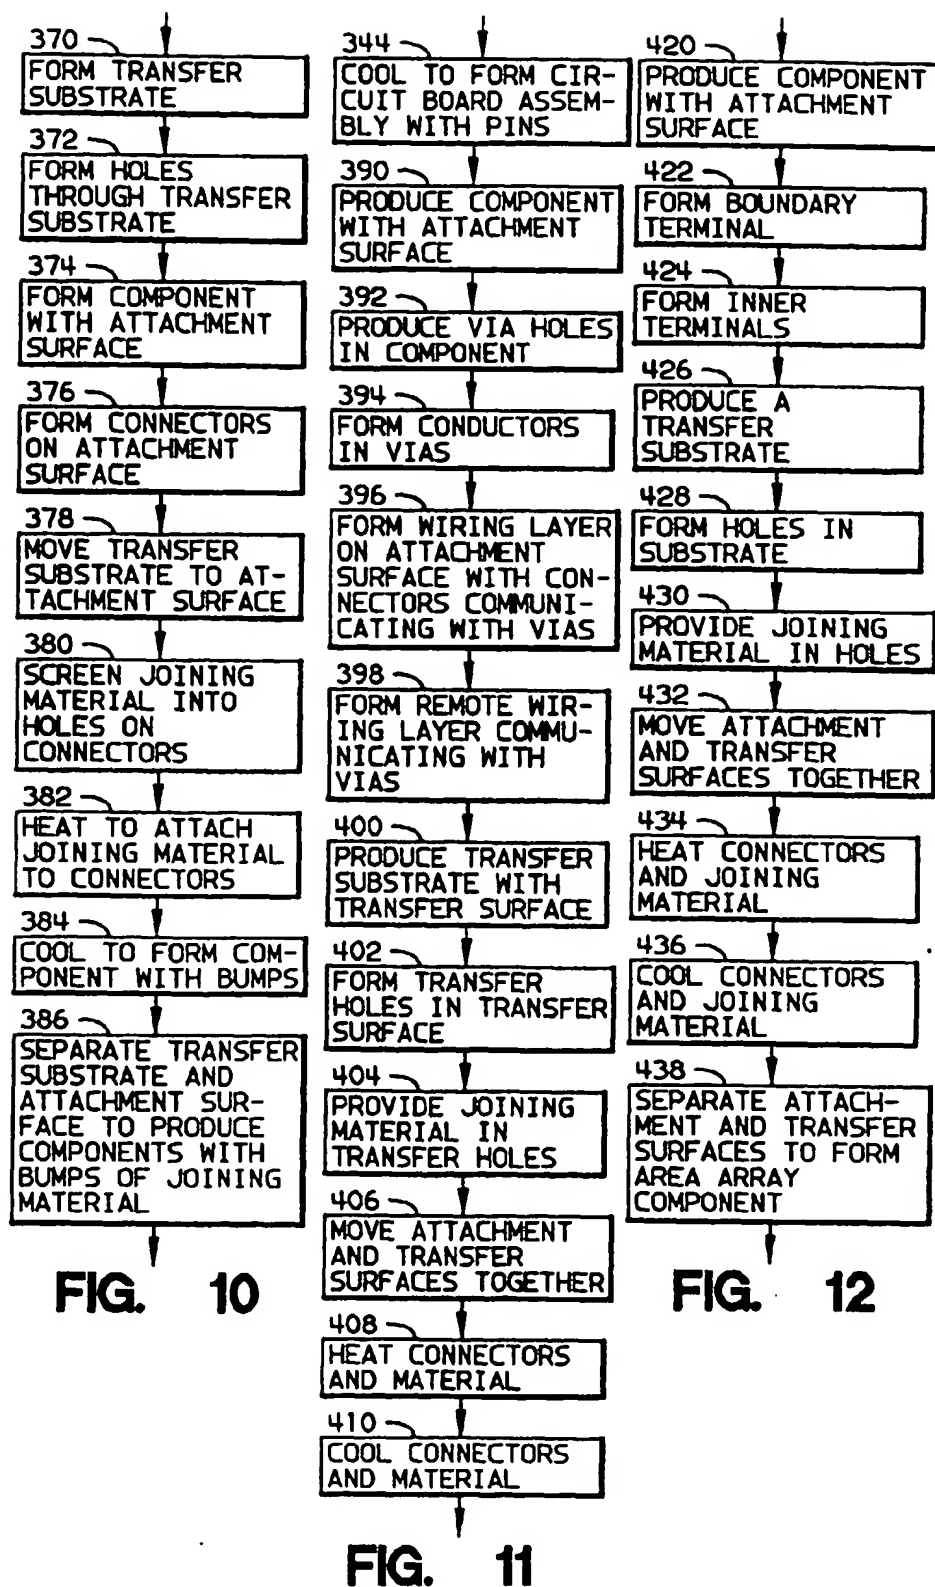 370
FORM TRANSFER
SUBSTRATE
372
FORM HOLES
THROUGH TRANSFER
SUBSTRATE
374
FORM COMPONENT
WITH ATTACHMENT
SURFACE
376
FORM CONNECTORS
ON ATTACHMENT
SURFACE
378
MOVE TRANSFER
SUBSTRATE TO AT-
TACHMENT SURFACE
380
SCREEN JOINING
MATERIAL INTO
HOLES ON
CONNECTORS
382
HEAT TO ATTACH
JOINING MATERIAL
TO CONNECTORS
384
COOL TO FORM COM-
PONENT WITH BUMPS
386
SEPARATE TRANSFER
SUBSTRATE AND
ATTACHMENT SUR-
FACE TO PRODUCE
COMPONENTS WITH
BUMPS OF JOINING
MATERIAL
FIG. 10
344
COOL TO FORM CIR-
CUIT BOARD ASSEM-
BLY WITH PINS
390
PRODUCE COMPONENT
WITH ATTACHMENT
SURFACE
392
PRODUCE VIA HOLES
IN COMPONENT
394
FORM CONDUCTORS
IN VIAS
396
FORM WIRING LAYER
ON ATTACHMENT
SURFACE WITH CON-
NECTORS COMMUNI-
CATING WITH VIAS
398
FORM REMOTE WIR-
ING LAYER COMMU-
NICATING WITH
VIAS
400
PRODUCE TRANSFER
SUBSTRATE WITH
TRANSFER SURFACE
402
FORM TRANSFER
HOLES IN TRANSFER
SURFACE
404
PROVIDE JOINING
MATERIAL IN
TRANSFER HOLES
406
MOVE ATTACHMENT
AND TRANSFER
SURFACES TOGETHER
408
HEAT CONNECTORS
AND MATERIAL
410
COOL CONNECTORS
AND MATERIAL
FIG. 11
420
PRODUCE COMPONENT
WITH ATTACHMENT
SURFACE
422
FORM BOUNDARY
TERMINAL
424
FORM INNER
TERMINALS
426
PRODUCE A
TRANSFER
SUBSTRATE
428
FORM HOLES IN
SUBSTRATE
430
PROVIDE JOINING
MATERIAL IN HOLES
432
MOVE ATTACHMENT
AND TRANSFER
SURFACES TOGETHER
434
HEAT CONNECTORS
AND JOINING
MATERIAL
436
COOL CONNECTORS
AND JOINING
MATERIAL
438
SEPARATE ATTACH-
MENT AND TRANSFER
SURFACES TO FORM
AREA ARRAY
COMPONENT
FIG. 12